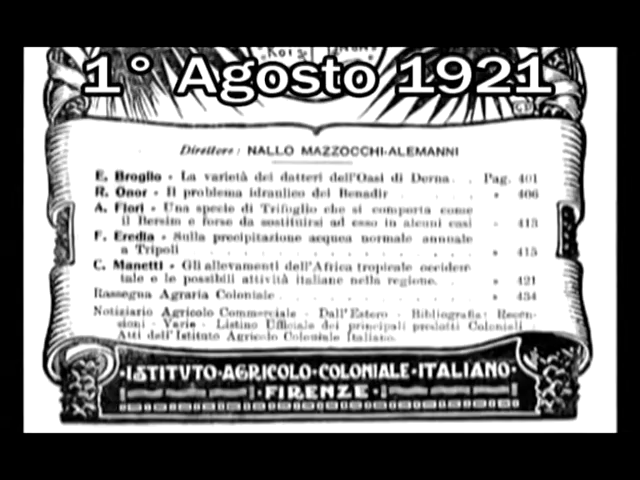 1° Agosto 1921
Direttore: NALLO MAZZOCCHI-ALEMANNI
E. Broglio - La varietà dei datteri dell'Oasi di Derna. . Pag. 401
R. Onor - Il problema idraulico del Benadir . . . . » 406
A. Fiori - Una specie di Trifoglio che si comporta come
il Bersim e forse da sostituirsi ad esso in alcuni casi - 413
F. Eredia - Sulla precipitazione acquea normale annuale
a Tripoli . . . . . . . . . . » 415
C. Manetti - Gli allevamenti dell'Africa tropicale occiden-
tale e le possibili attività italiane nella regione. . » 421
Rassegna Agraria Coloniale . . . . . . . » 434
Notiziario Agricolo Commerciale - Dall'Estero - Bibliografia: Recen-
sioni - Varie - Listino Ufficiale dei principali prodotti Coloniali
Atti dell'Istituto Agricolo Coloniale Italiano.
·ISTITUTO·AGRICOLO·COLONIALE·ITALIANO·
·FIRENZE·